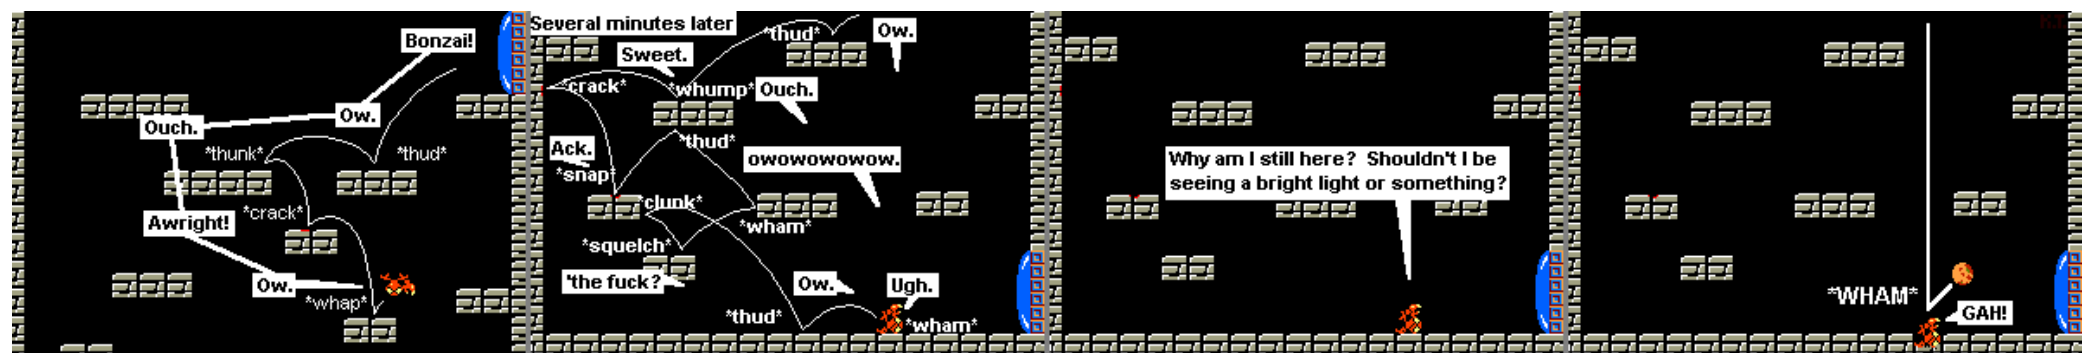 Bonzai!
Ow.
Ouch.
*thunk*
*thud*
*crack*
Awright!
Ow.
*whap*
Several minutes later
*thud*
Ow.
Sweet.
*crack*
*whump*
Ouch.
*thud*
Ack.
*snap*
owowowowow.
*clunk*
*wham*
*squelch*
'the fuck?
Ow.
Ugh.
*thud*
*wham*
Why am I still here? Shouldn't I be
seeing a bright light or something?
*WHAM*
GAH!